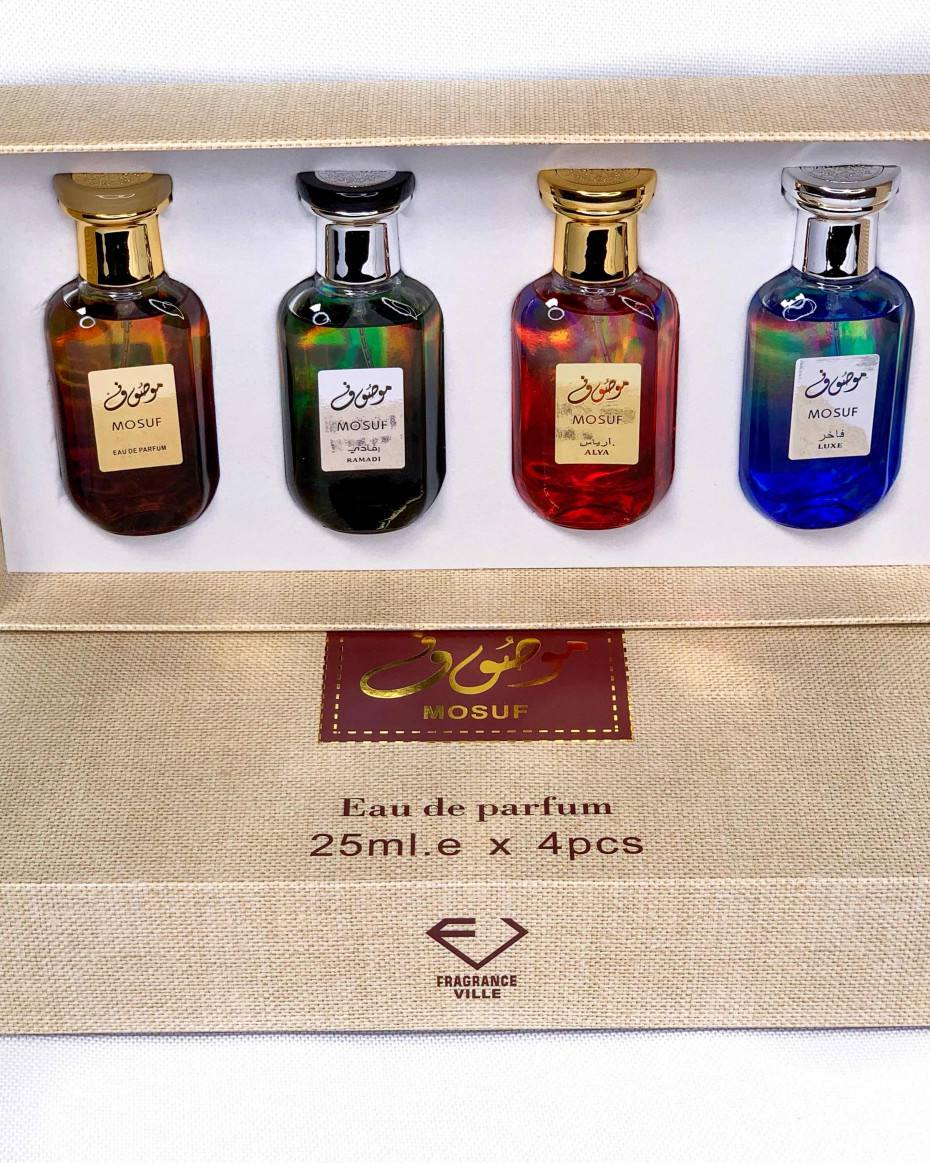 موصوف
MOSUF
EAU DE PARFUM
موصوف
MOSUF
رمادي
RAMADI
موصوف
MOSUF
ALYA
موصوف
MOSUF
فاخر
LUXE
موصوف
MOSUF
Eau de parfum
25ml.e x 4pcs
FRAGRANCE
VILLE